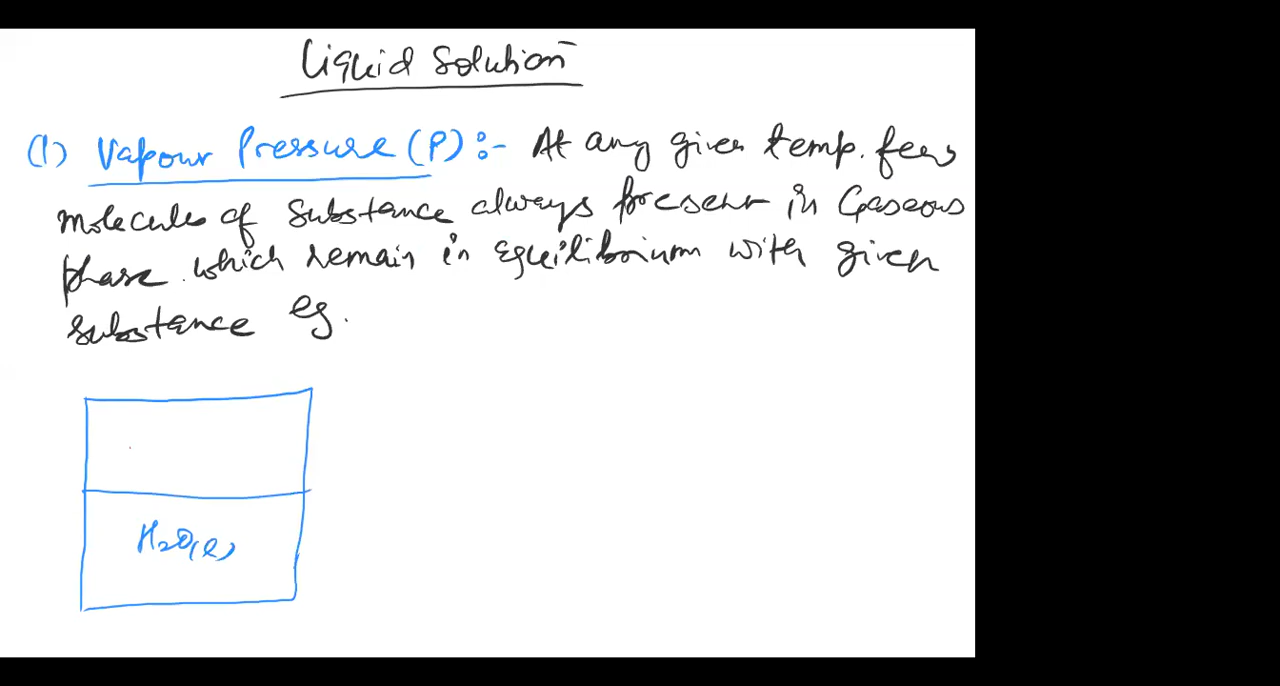 Liquid Solution
(1) Vapour Pressure (P) :- At any given temp. few
molecules of substance always present in Gaseous
phase. which remain in equilibrium with given
substance eg.
H₂O(l)